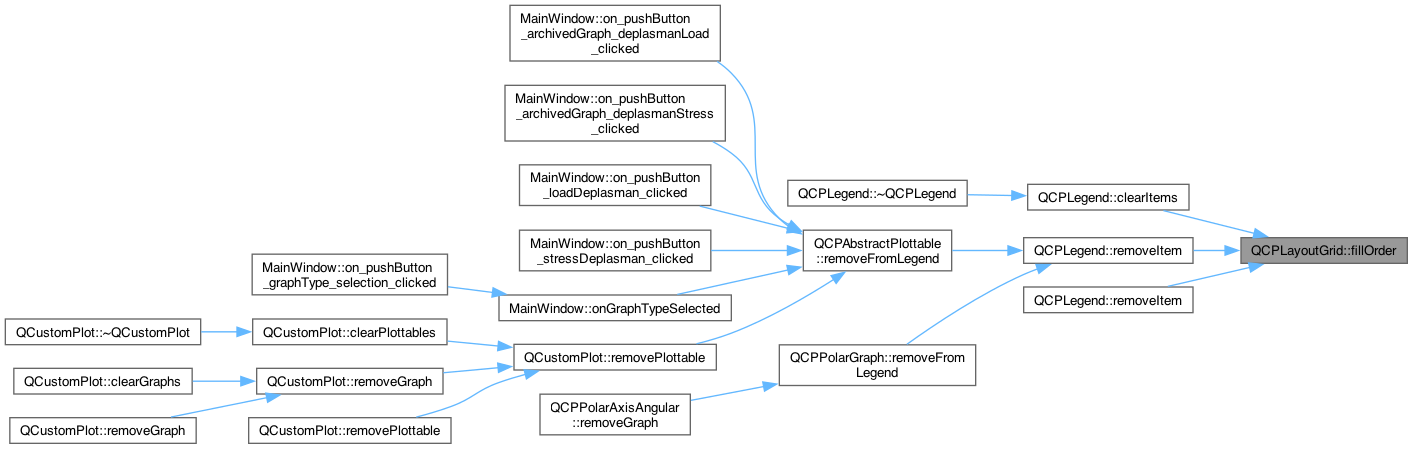 MainWindow::on_pushButton
_archivedGraph_deplasmanLoad
_clicked
MainWindow::on_pushButton
_archivedGraph_deplasmanStress
_clicked
MainWindow::on_pushButton
_loadDeplasman_clicked
QCPLegend::~QCPLegend
QCPLegend::clearItems
MainWindow::on_pushButton
_stressDeplasman_clicked
QCPAbstractPlottable
::removeFromLegend
QCPLegend::removeItem
QCPLayoutGrid::fillOrder
MainWindow::on_pushButton
_graphType_selection_clicked
MainWindow::onGraphTypeSelected
QCPLegend::removeItem
QCustomPlot::~QCustomPlot
QCustomPlot::clearPlottables
QCustomPlot::removePlottable
QCPPolarGraph::removeFrom
Legend
QCustomPlot::clearGraphs
QCustomPlot::removeGraph
QCPPolarAxisAngular
::removeGraph
QCustomPlot::removeGraph
QCustomPlot::removePlottable